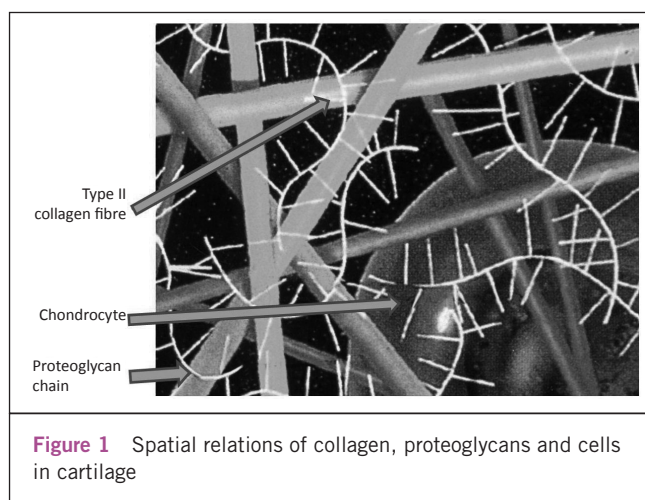 Type II
collagen fibre
Chondrocyte
Proteoglycan
chain
Figure 1 Spatial relations of collagen, proteoglycans and cells
in cartilage